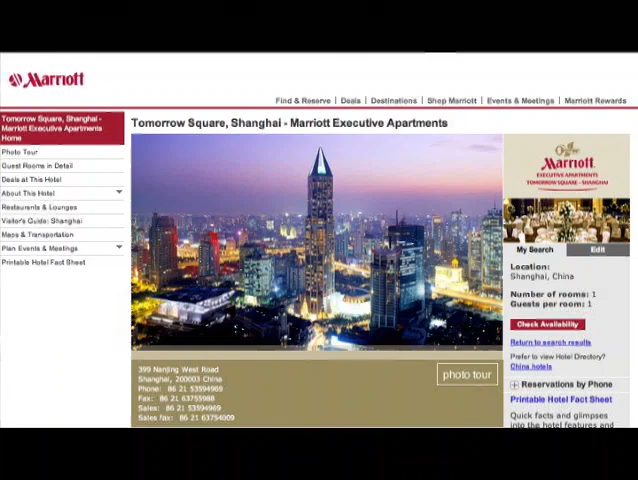 Marriott
Find & Reserve | Deals | Destinations | Shop Marriott | Events & Meetings | Marriott Rewards
Tomorrow Square, Shanghai -
Marriott Executive Apartments
Home
Photo Tour
Guest Rooms in Detail
Deals at This Hotel
About This Hotel
Restaurants & Lounges
Visitor's Guide: Shanghai
Maps & Transportation
Plan Events & Meetings
Printable Hotel Fact Sheet
Tomorrow Square, Shanghai - Marriott Executive Apartments
399 Nanjing West Road
Shanghai, 200003 China
Phone: 86 21 53594969
Fax: 86 21 63755988
Sales: 86 21 53594969
Sales fax: 86 21 63754009
photo tour
Marriott
EXECUTIVE APARTMENTS
TOMORROW SQUARE - SHANGHAI
My Search
Edit
Location:
Shanghai, China
Number of rooms: 1
Guests per room: 1
Check Availability
Return to search results
Prefer to view Hotel Directory?
China hotels
Reservations by Phone
Printable Hotel Fact Sheet
Quick facts and glimpses
into the hotel features and